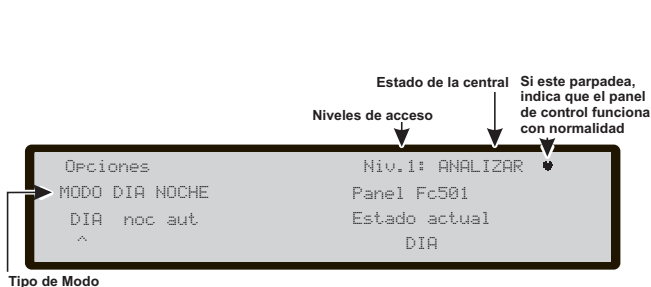 Estado de la central
Si este parpadea,
indica que el panel
de control funciona
con normalidad
Niveles de acceso
Opciones
Niv.1: ANALIZAR
MODO DIA NOCHE
Panel Fc501
DIA noc aut
Estado actual
^
DIA
Tipo de Modo